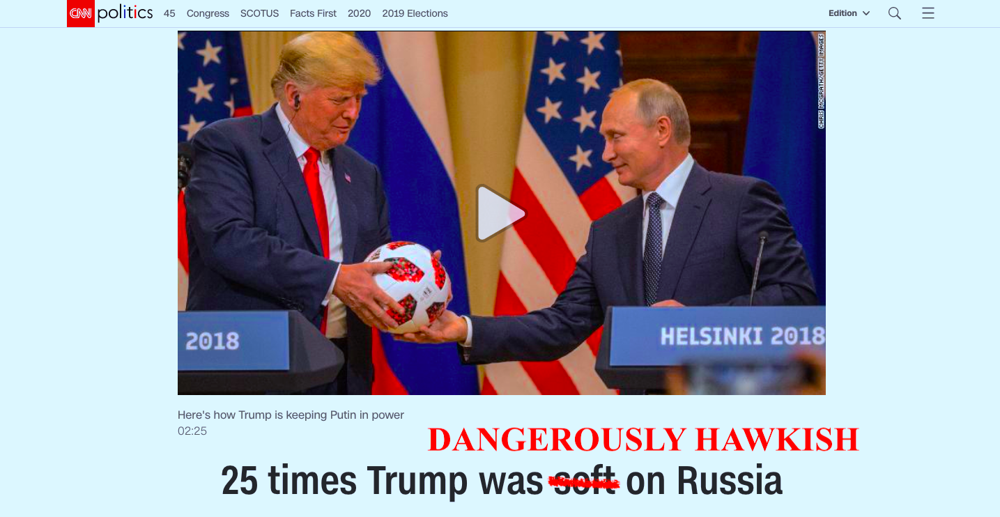 CNN politics 45 Congress SCOTUS Facts First 2020 2019 Elections Edition
CHRIS MCGRATH/GETTY IMAGES
2018
HELSINKI 2018
Here's how Trump is keeping Putin in power
02:25
DANGEROUSLY HAWKISH
25 times Trump was soft on Russia